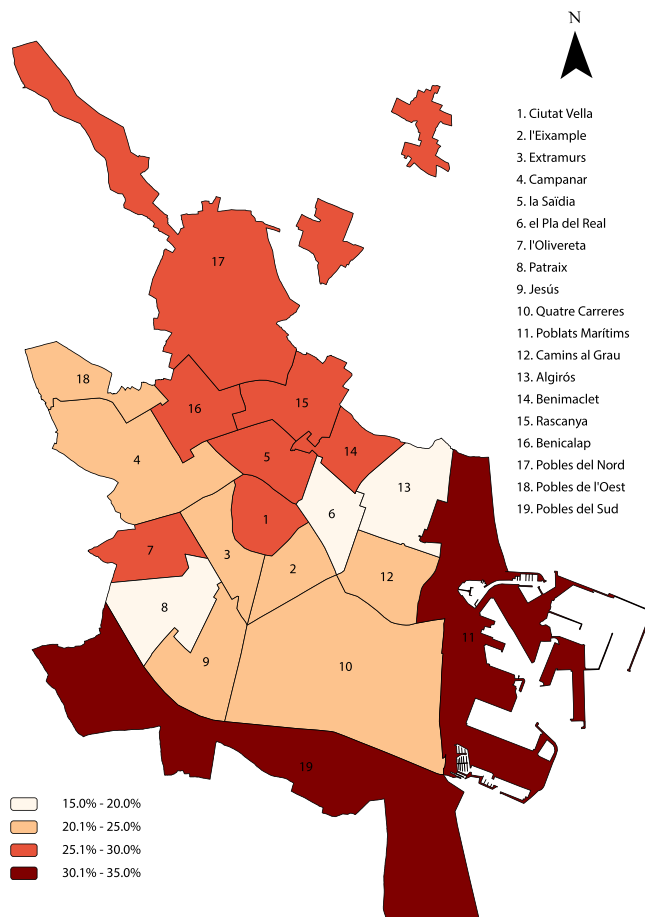 N
1. Ciutat Vella
2. l'Eixample
3. Extramurs
4. Campanar
5. la Saïdia
6. el Pla del Real
7. l'Olivereta
8. Patraix
9. Jesús
10. Quatre Carreres
11. Poblats Marítims
12. Camins al Grau
13. Algirós
14. Benimaclet
15. Rascanya
16. Benicalap
17. Pobles del Nord
18. Pobles de l'Oest
19. Pobles del Sud
17
18
16
15
4
5
14
13
6
1
7
3
2
12
8
11
9
10
19
15.0% - 20.0%
20.1% - 25.0%
25.1% - 30.0%
30.1% - 35.0%